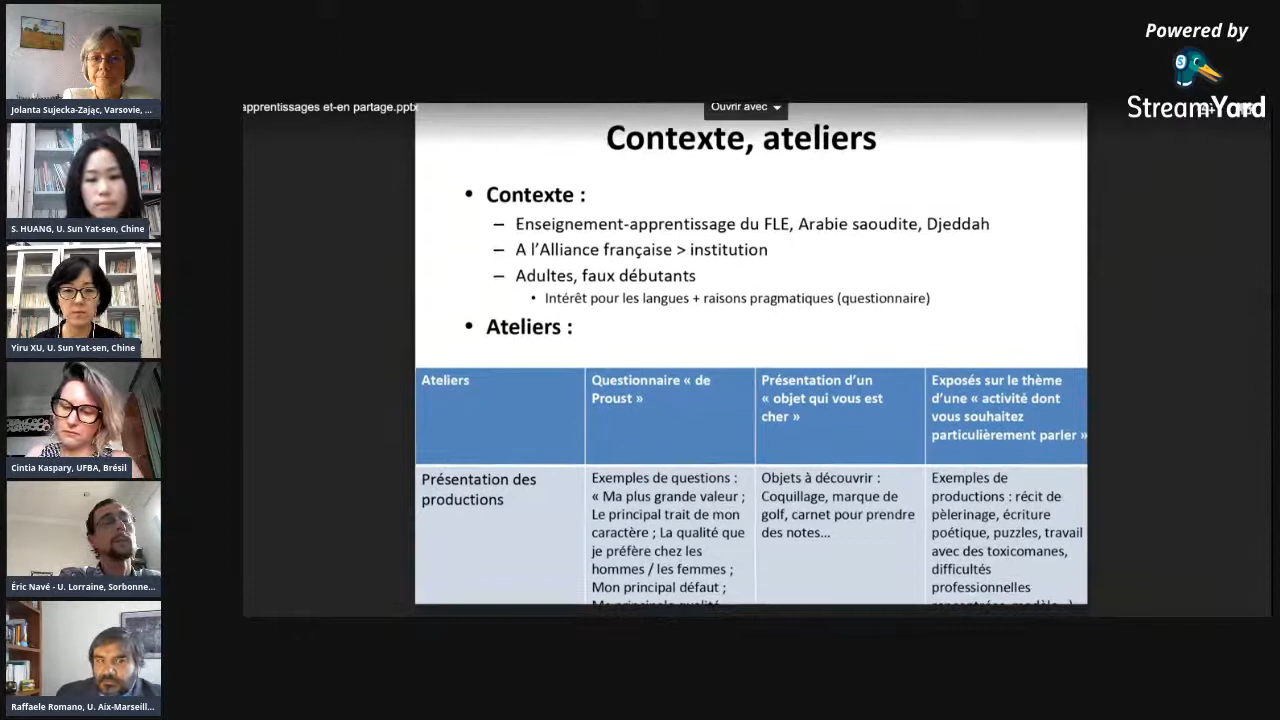 Jolanta Sujecka-Zając, Varsovie, ...
S. HUANG, U. Sun Yat-sen, Chine
Yiru XU, U. Sun Yat-sen, Chine
Cintia Kaspary, UFBA, Brésil
Éric Navé - U. Lorraine, Sorbonne...
Raffaele Romano, U. Aix-Marseill...
apprentissages et-en partage.pptx
Ouvrir avec
Powered by
StreamYard
Contexte, ateliers
• Contexte :
– Enseignement-apprentissage du FLE, Arabie saoudite, Djeddah
– A l'Alliance française > institution
– Adultes, faux débutants
• Intérêt pour les langues + raisons pragmatiques (questionnaire)
• Ateliers :
Ateliers
Questionnaire « de
Proust »
Présentation d'un
« objet qui vous est
cher »
Exposés sur le thème
d'une « activité dont
vous souhaitez
particulièrement parler »
Présentation des
productions
Exemples de questions :
« Ma plus grande valeur ;
Le principal trait de mon
caractère ; La qualité que
je préfère chez les
hommes / les femmes ;
Mon principal défaut ;
Objets à découvrir :
Coquillage, marque de
golf, carnet pour prendre
des notes...
Exemples de
productions : récit de
pèlerinage, écriture
poétique, puzzles, travail
avec des toxicomanes,
difficultés
professionnelles